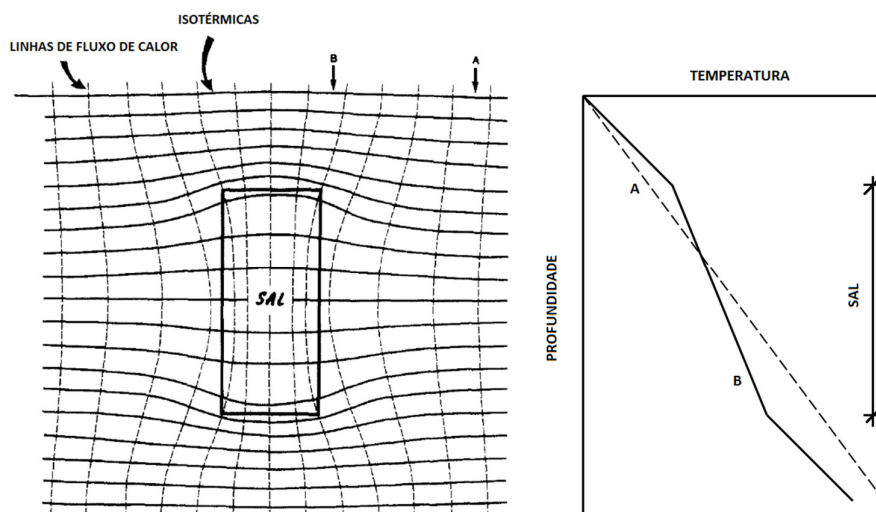 ISOTÉRMICAS
LINHAS DE FLUXO DE CALOR
B
A
SAL
TEMPERATURA
PROFUNDIDADE
A
B
SAL